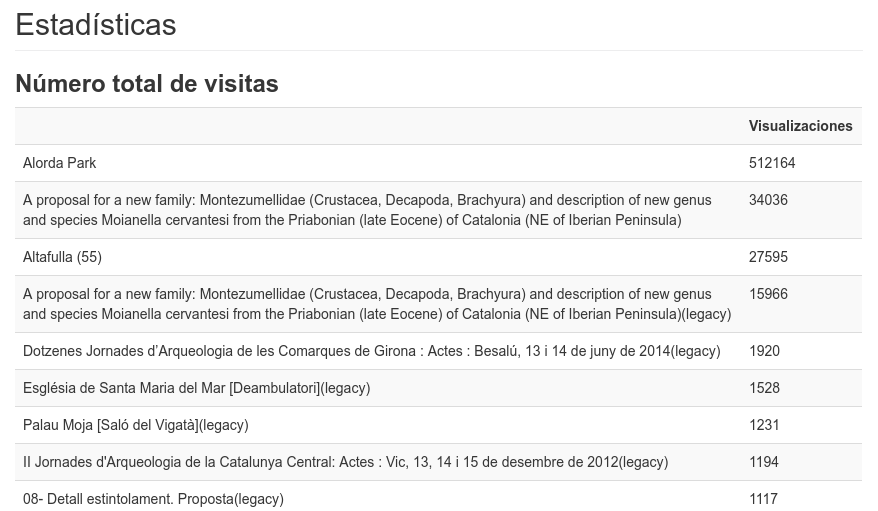 Estadísticas
Número total de visitas
Visualizaciones
Alorda Park 512164
A proposal for a new family: Montezumellidae (Crustacea, Decapoda, Brachyura) and description of new genus 34036
and species Moianella cervantesi from the Priabonian (late Eocene) of Catalonia (NE of Iberian Peninsula)
Altafulla (55) 27595
A proposal for a new family: Montezumellidae (Crustacea, Decapoda, Brachyura) and description of new genus 15966
and species Moianella cervantesi from the Priabonian (late Eocene) of Catalonia (NE of Iberian Peninsula)(legacy)
Dotzenes Jornades d’Arqueologia de les Comarques de Girona : Actes : Besalú, 13 i 14 de juny de 2014(legacy) 1920
Església de Santa Maria del Mar [Deambulatori](legacy) 1528
Palau Moja [Saló del Vigatà](legacy) 1231
II Jornades d'Arqueologia de la Catalunya Central: Actes : Vic, 13, 14 i 15 de desembre de 2012(legacy) 1194
08- Detall estintolament. Proposta(legacy) 1117